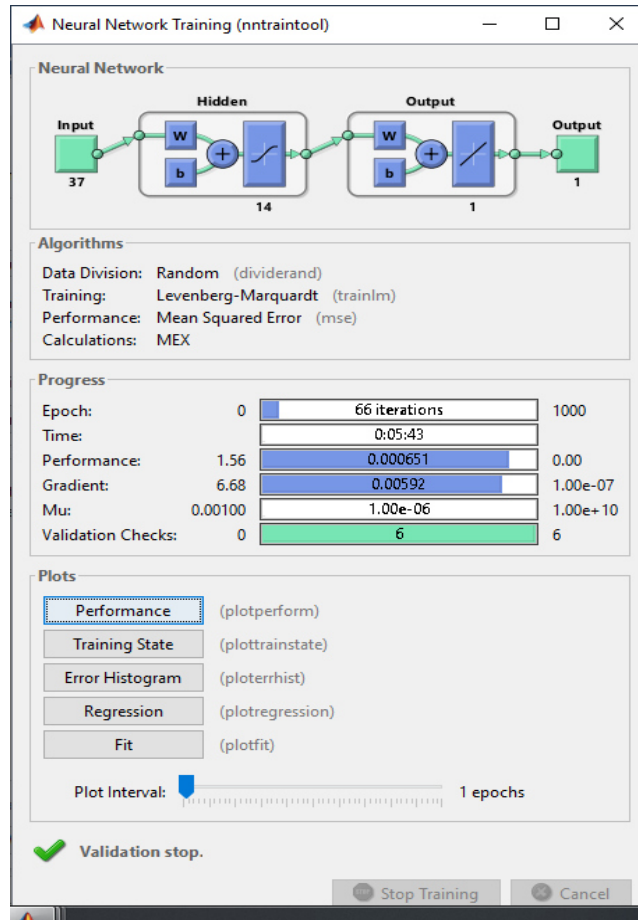 Neural Network Training (nntraintool)
Neural Network
Hidden Output
Input Output
W W
b b
37 1
14 1
Algorithms
Data Division: Random (dividerand)
Training: Levenberg-Marquardt (trainlm)
Performance: Mean Squared Error (mse)
Calculations: MEX
Progress
Epoch: 0 66 iterations 1000
Time: 0:05:43
Performance: 1.56 0.000651 0.00
Gradient: 6.68 0.00592 1.00e-07
Mu: 0.00100 1.00e-06 1.00e+10
Validation Checks: 0 6 6
Plots
Performance (plotperform)
Training State (plottrainstate)
Error Histogram (ploterrhist)
Regression (plotregression)
Fit (plotfit)
Plot Interval: 1 epochs
Validation stop.
Stop Training Cancel